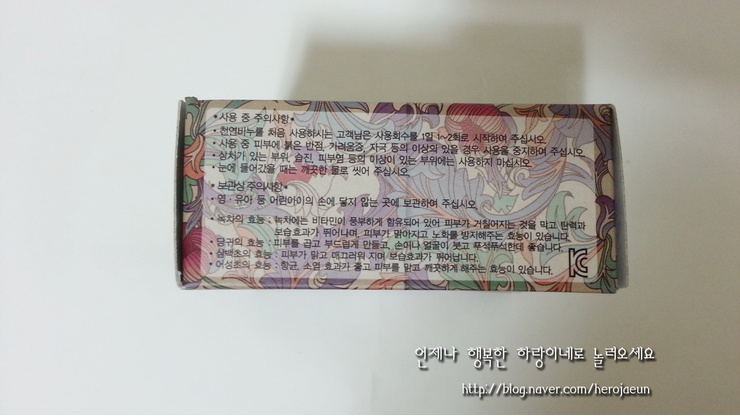 • 사용 중 주의사항 •
• 천연비누를 처음 사용하시는 고객님은 사용횟수를 1일 1~2회로 시작하여 주십시오.
• 사용 중 피부에 붉은 반점, 가려움증, 자극 등의 이상이 있을 경우 사용을 중지하여 주십시오.
• 상처가 있는 부위, 습진, 피부염 등의 이상이 있는 부위에는 사용하지 마십시오.
• 눈에 들어갔을 때는 깨끗한 물로 씻어 주십시오.
• 보관상 주의사항 •
• 영·유아 등 어린아이의 손에 닿지 않는 곳에 보관하여 주십시오.
• 녹차의 효능 : 녹차에는 비타민이 풍부하게 함유되어 있어 피부가 거칠어지는 것을 막고 탄력과
보습효과가 뛰어나며, 피부가 맑아지고 노화를 방지해주는 효능이 있습니다.
• 당귀의 효능 : 피부를 곱고 부드럽게 만들고, 손이나 얼굴이 붓고 푸석푸석한데 좋습니다.
• 삼백초의 효능 : 피부가 맑고 매끄러워 지며 보습효과가 뛰어납니다.
• 어성초의 효능 : 항균, 소염 효과가 좋고 피부를 맑고 깨끗하게 해주는 효능이 있습니다.
KC
언제나 행복한 하랑이네로 놀러오세요
http://blog.naver.com/herojaeun